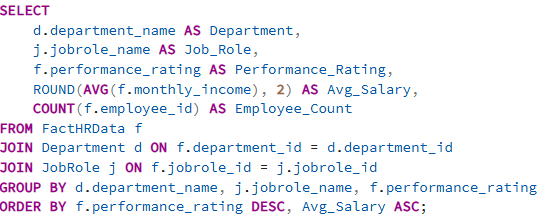 SELECT
    d.department_name AS Department,
    j.jobrole_name AS Job_Role,
    f.performance_rating AS Performance_Rating,
    ROUND(AVG(f.monthly_income), 2) AS Avg_Salary,
    COUNT(f.employee_id) AS Employee_Count
FROM FactHRData f
JOIN Department d ON f.department_id = d.department_id
JOIN JobRole j ON f.jobrole_id = j.jobrole_id
GROUP BY d.department_name, j.jobrole_name, f.performance_rating
ORDER BY f.performance_rating DESC, Avg_Salary ASC;